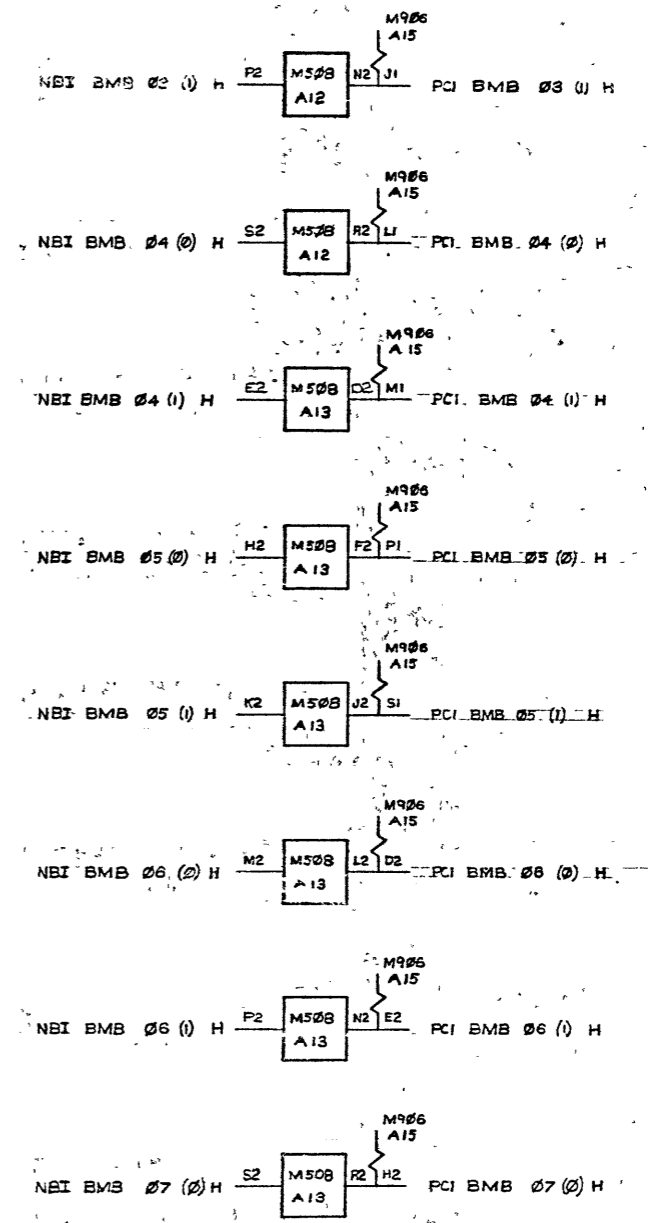 M906
A15
NBI BMB Ø3 (1) H P2 M5Ø8 N2 J1 PCI BMB Ø3 (1) H
A12
M9Ø6
A15
NBI BMB Ø4 (Ø) H S2 M5Ø8 R2 L1 PCI BMB Ø4 (Ø) H
A12
M9Ø6
A15
NBI BMB Ø4 (1) H E2 M5Ø8 D2 M1 PCI BMB Ø4 (1) H
A13
M9Ø6
A15
NBI BMB Ø5 (Ø) H H2 M5Ø8 F2 P1 PCI BMB Ø5 (Ø) H
A13
M9Ø6
A15
NBI BMB Ø5 (1) H K2 M5Ø8 J2 S1 PCI BMB Ø5 (1) H
A13
M9Ø6
A15
NBI BMB Ø6 (Ø) H M2 M5Ø8 L2 D2 PCI BMB Ø6 (Ø) H
A13
M9Ø6
A15
NBI BMB Ø6 (1) H P2 M5Ø8 N2 E2 PCI BMB Ø6 (1) H
A13
M9Ø6
A15
NBI BMB Ø7 (Ø) H S2 M5O8 R2 H2 PCI BMB Ø7 (Ø) H
A13